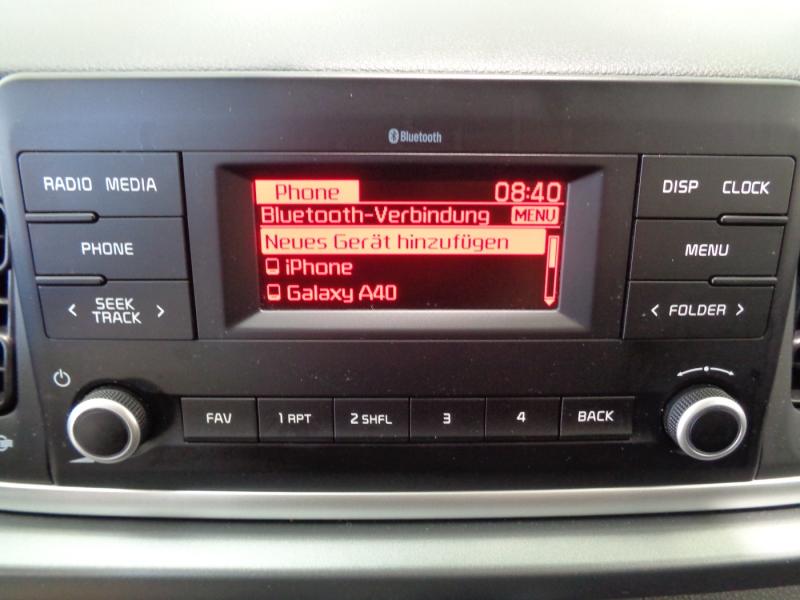 Bluetooth
RADIO MEDIA
PHONE
< SEEK TRACK >
Phone 08:40
Bluetooth-Verbindung MENU
Neues Gerät hinzufügen
iPhone
Galaxy A40
DISP CLOCK
MENU
< FOLDER >
FAV 1 RPT 2 SHFL 3 4 BACK